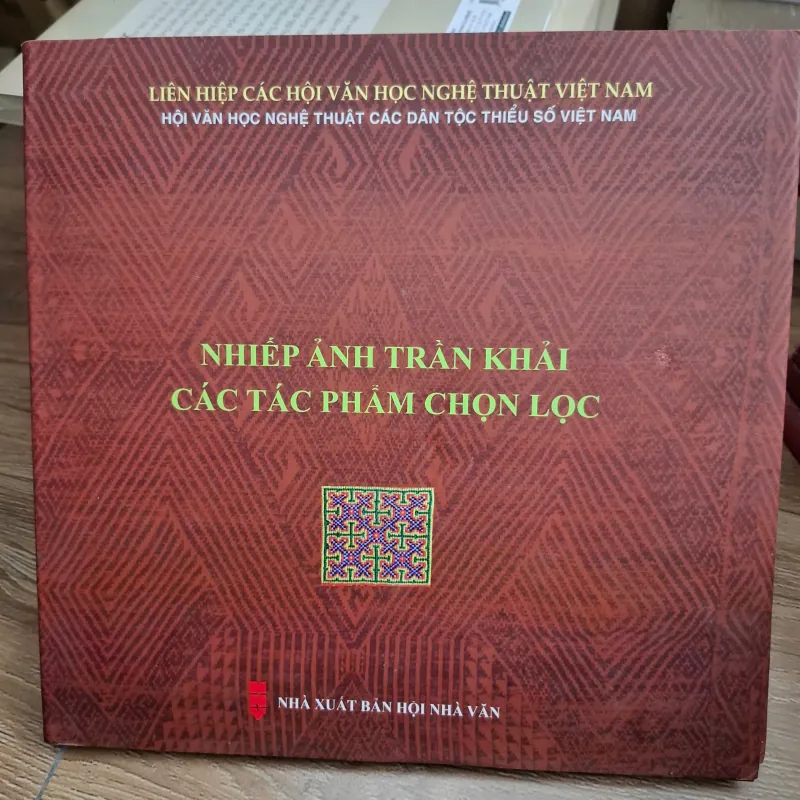 LIÊN HIỆP CÁC HỘI VĂN HỌC NGHỆ THUẬT VIỆT NAM
HỘI VĂN HỌC NGHỆ THUẬT CÁC DÂN TỘC THIỂU SỐ VIỆT NAM
NHIẾP ẢNH TRẦN KHẢI
CÁC TÁC PHẨM CHỌN LỌC
NHÀ XUẤT BẢN HỘI NHÀ VĂN